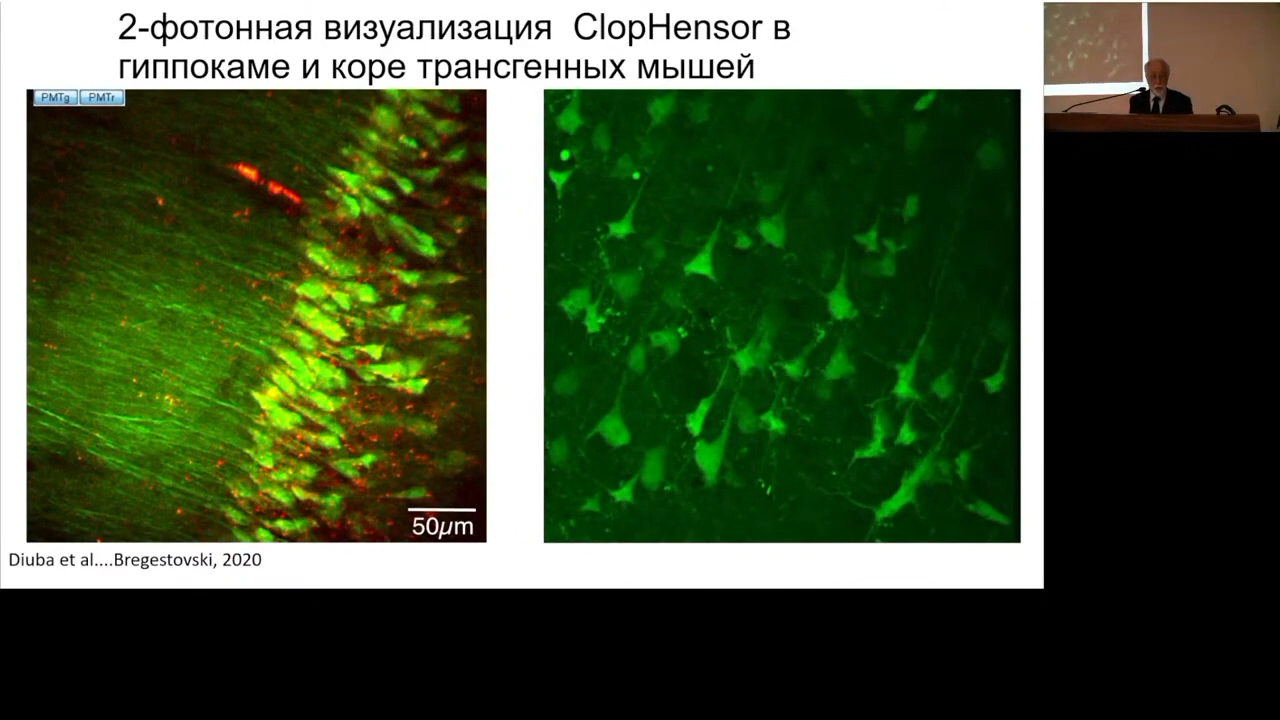 2-фотонная визуализация ClopHensor в
гиппокаме и коре трансгенных мышей
PMTg PMTr
50µm
Diuba et al....Bregestovski, 2020